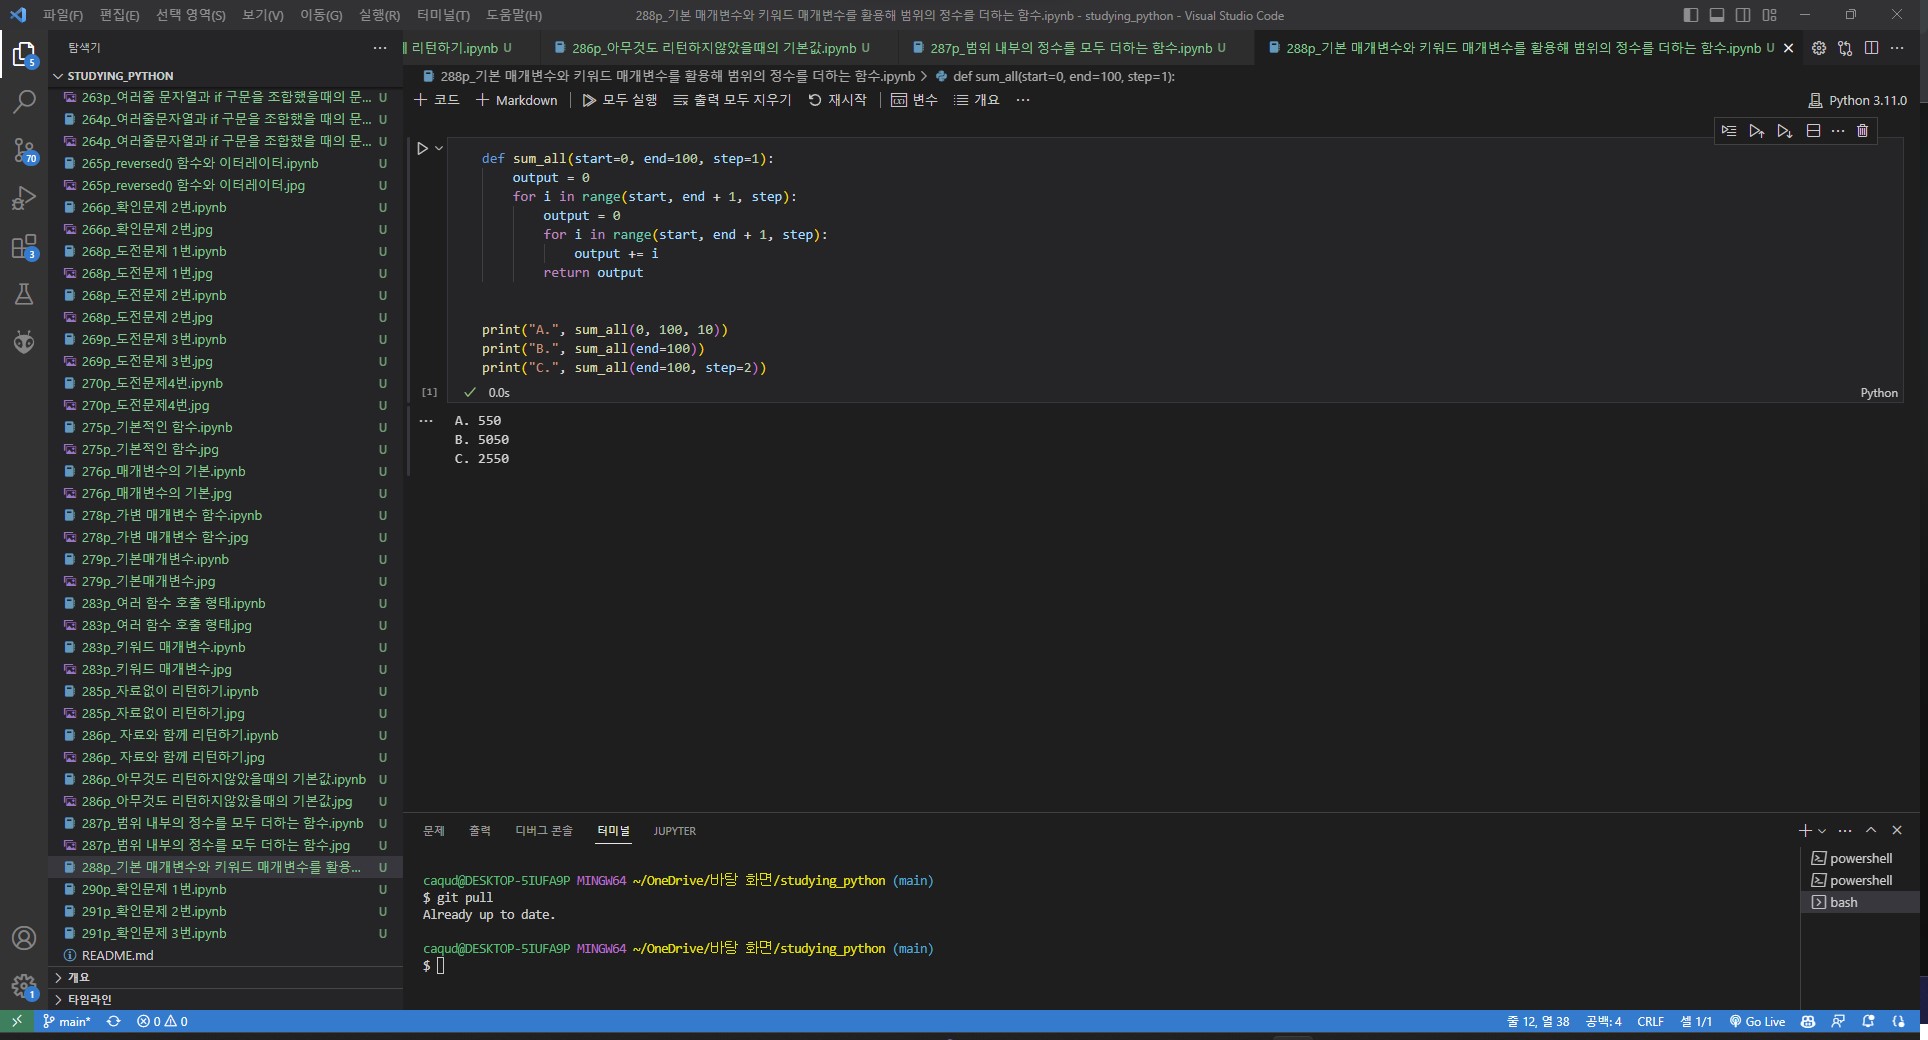 파일(F) 편집(E) 선택 영역(S) 보기(V) 이동(G) 실행(R) 터미널(T) 도움말(H)
288p_기본 매개변수와 키워드 매개변수를 활용해 범위의 정수를 더하는 함수.ipynb - studying_python - Visual Studio Code
탐색기
STUDYING_PYTHON
263p_여러줄 문자열과 if 구문을 조합했을때의 문... U
264p_여러줄문자열과 if 구문을 조합했을 때의 문... U
264p_여러줄문자열과 if 구문을 조합했을 때의 문... U
265p_reversed() 함수와 이터레이터.ipynb U
265p_reversed() 함수와 이터레이터.jpg U
266p_확인문제 2번.ipynb U
266p_확인문제 2번.jpg U
268p_도전문제 1번.ipynb U
268p_도전문제 1번.jpg U
268p_도전문제 2번.ipynb U
268p_도전문제 2번.jpg U
269p_도전문제 3번.ipynb U
269p_도전문제 3번.jpg U
270p_도전문제4번.ipynb U
270p_도전문제4번.jpg U
275p_기본적인 함수.ipynb U
275p_기본적인 함수.jpg U
276p_매개변수의 기본.ipynb U
276p_매개변수의 기본.jpg U
278p_가변 매개변수 함수.ipynb U
278p_가변 매개변수 함수.jpg U
279p_기본매개변수.ipynb U
279p_기본매개변수.jpg U
283p_여러 함수 호출 형태.ipynb U
283p_여러 함수 호출 형태.jpg U
283p_키워드 매개변수.ipynb U
283p_키워드 매개변수.jpg U
285p_자료없이 리턴하기.ipynb U
285p_자료없이 리턴하기.jpg U
286p_ 자료와 함께 리턴하기.ipynb U
286p_ 자료와 함께 리턴하기.jpg U
286p_아무것도 리턴하지않았을때의 기본값.ipynb U
286p_아무것도 리턴하지않았을때의 기본값.jpg U
287p_범위 내부의 정수를 모두 더하는 함수.ipynb U
287p_범위 내부의 정수를 모두 더하는 함수.jpg U
288p_기본 매개변수와 키워드 매개변수를 활용... U
290p_확인문제 1번.ipynb U
291p_확인문제 2번.ipynb U
291p_확인문제 3번.ipynb U
README.md
개요
타임라인
5
70
3
1
리턴하기.ipynb U
286p_아무것도 리턴하지않았을때의 기본값.ipynb U
287p_범위 내부의 정수를 모두 더하는 함수.ipynb U
288p_기본 매개변수와 키워드 매개변수를 활용해 범위의 정수를 더하는 함수.ipynb U
288p_기본 매개변수와 키워드 매개변수를 활용해 범위의 정수를 더하는 함수.ipynb > def sum_all(start=0, end=100, step=1):
코드 Markdown 모두 실행 출력 모두 지우기 재시작 변수 개요 ...
Python 3.11.0
def sum_all(start=0, end=100, step=1):
output = 0
for i in range(start, end + 1, step):
output = 0
for i in range(start, end + 1, step):
output += i
return output
print("A.", sum_all(0, 100, 10))
print("B.", sum_all(end=100))
print("C.", sum_all(end=100, step=2))
[1] 0.0s
Python
A. 550
B. 5050
C. 2550
문제 출력 디버그 콘솔 터미널 JUPYTER
caqud@DESKTOP-5IUFA9P MINGW64 ~/OneDrive/바탕 화면/studying_python (main)
$ git pull
Already up to date.
caqud@DESKTOP-5IUFA9P MINGW64 ~/OneDrive/바탕 화면/studying_python (main)
$
powershell
powershell
bash
main* 0 0
줄 12, 열 38 공백: 4 CRLF 셀 1/1 Go Live